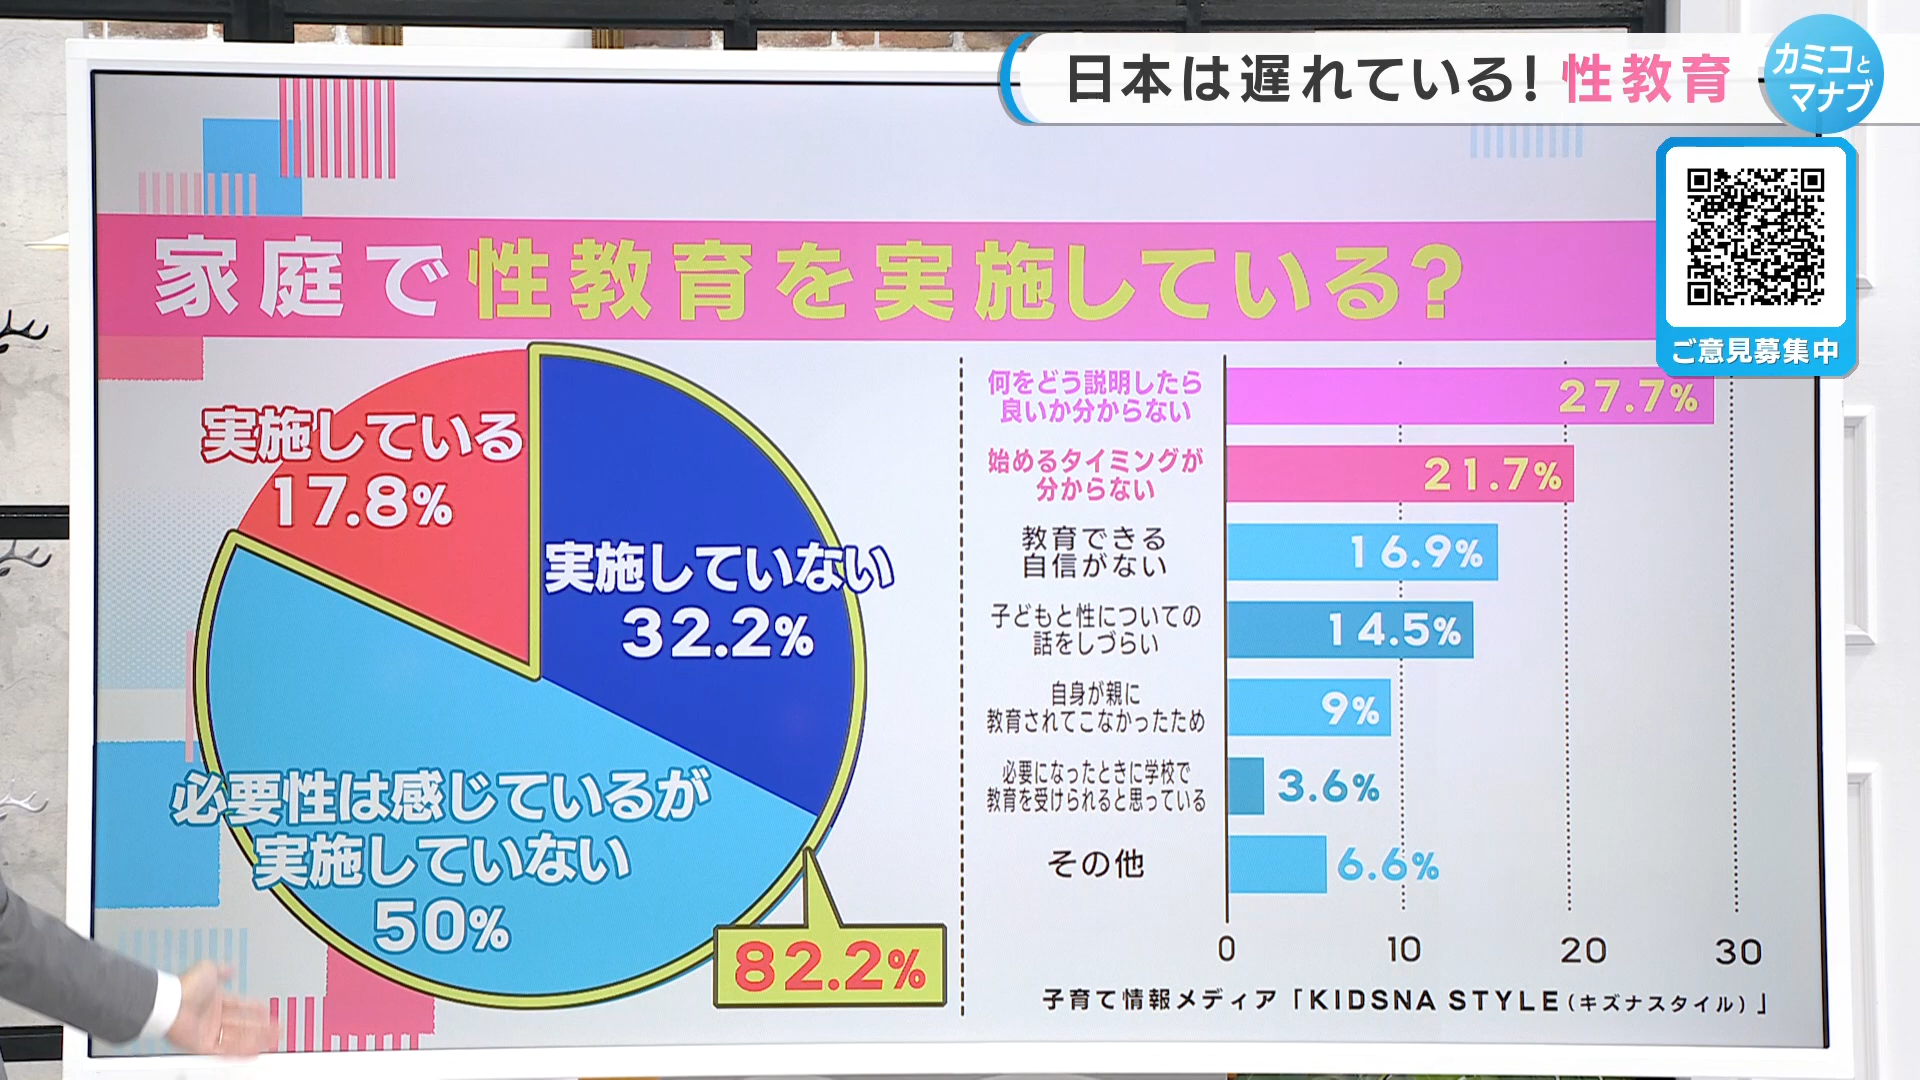 日本は遅れている！性教育
カミコと
マナブ
ご意見募集中
家庭で性教育を実施している？
実施している
17.8%
実施していない
32.2%
必要性は感じているが
実施していない
50%
82.2%
何をどう説明したら
良いか分からない
27.7%
始めるタイミングが
分からない
21.7%
教育できる
自信がない
16.9%
子どもと性についての
話をしづらい
14.5%
自身が親に
教育されてこなかったため
9%
必要になったときに学校で
教育を受けられると思っている
3.6%
その他
6.6%
0 10 20 30
子育て情報メディア「KIDSNA STYLE（キズナスタイル）」